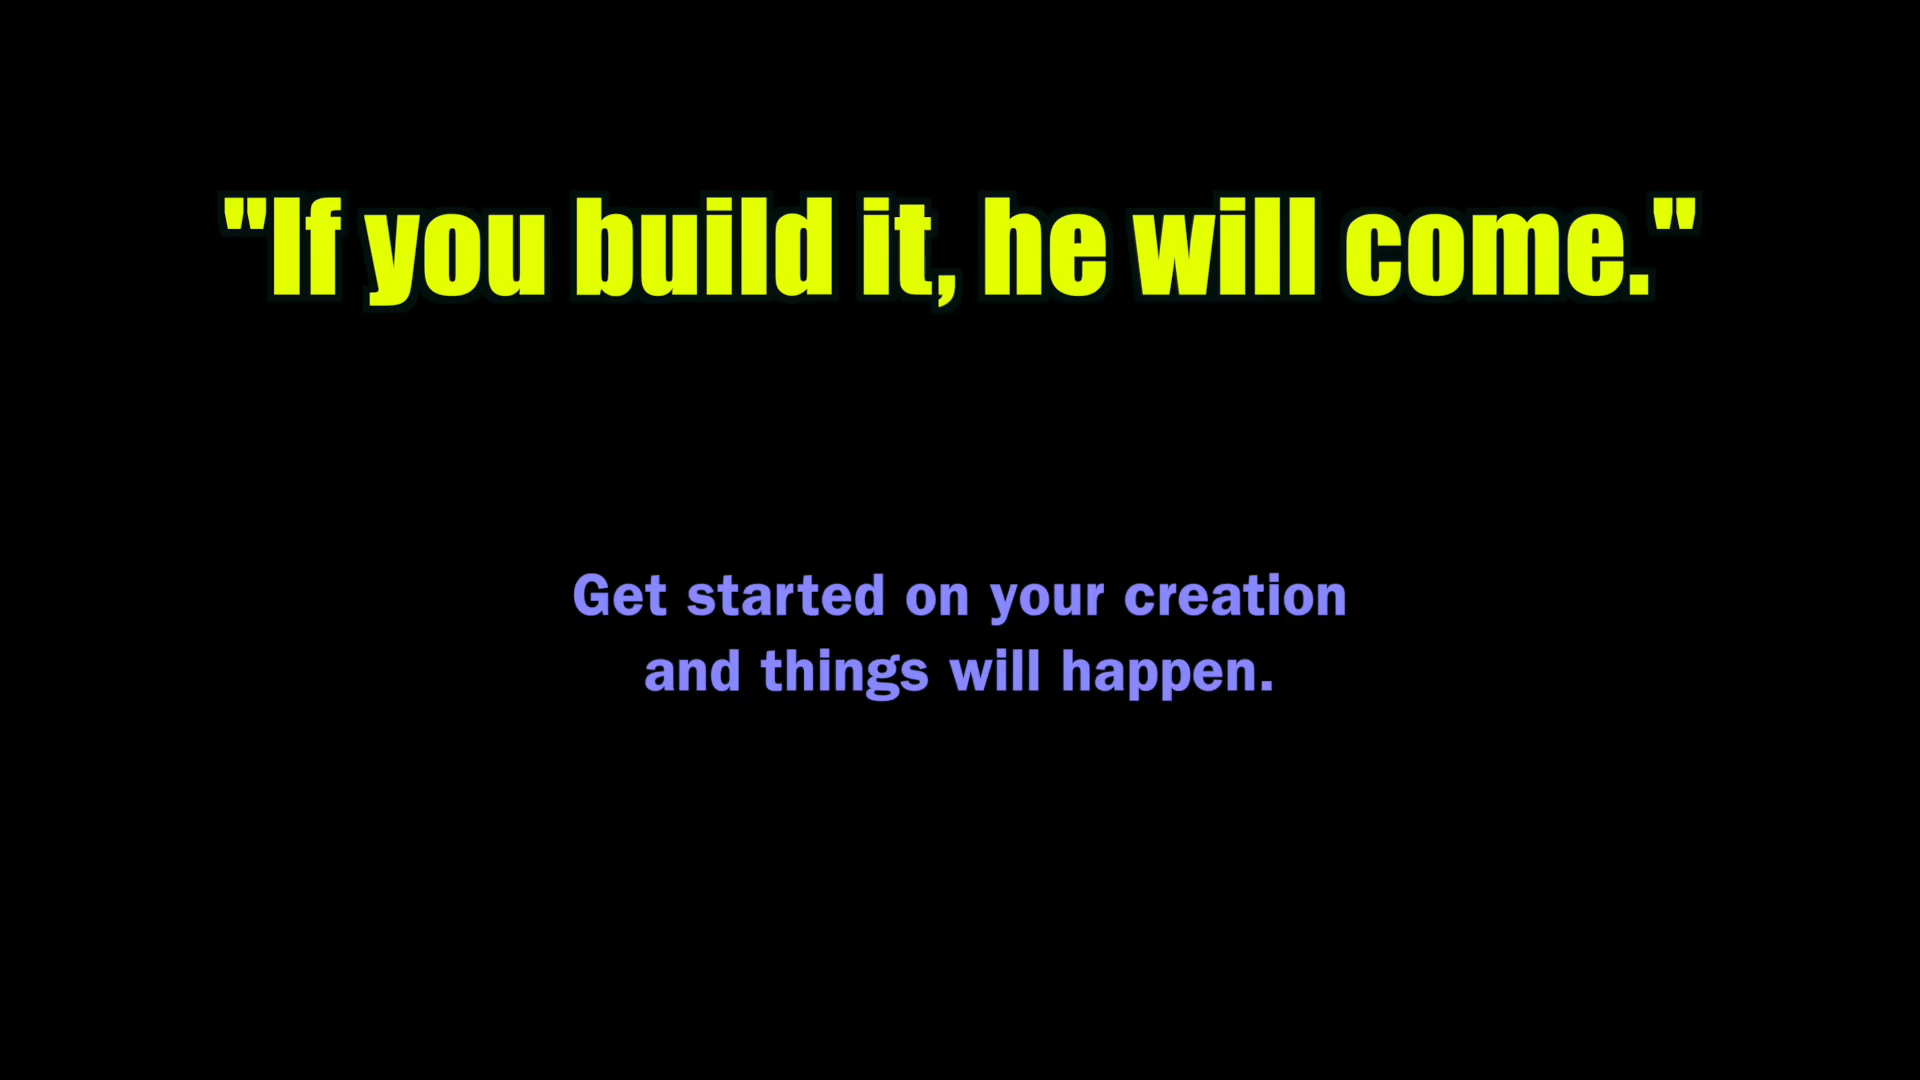 "If you build it, he will come."
Get started on your creation
and things will happen.